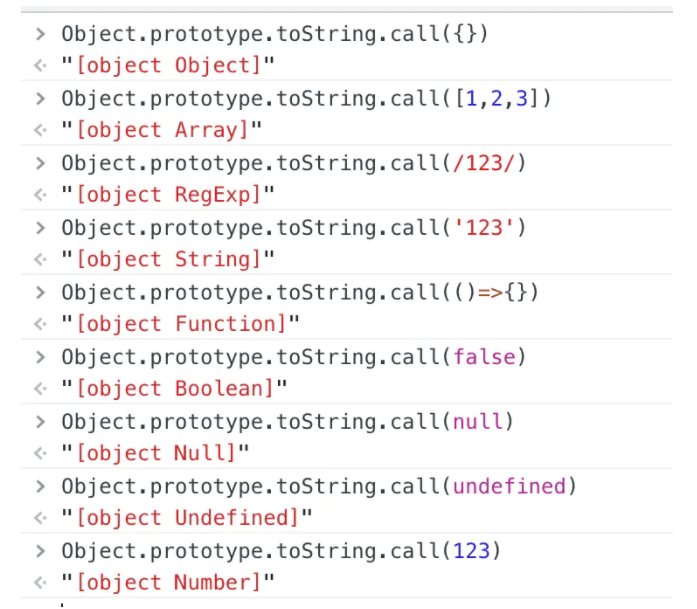 > Object.prototype.toString.call({})
<· "[object Object]"
> Object.prototype.toString.call([1,2,3])
<· "[object Array]"
> Object.prototype.toString.call(/123/)
<· "[object RegExp]"
> Object.prototype.toString.call('123')
<· "[object String]"
> Object.prototype.toString.call(()=>{})
<· "[object Function]"
> Object.prototype.toString.call(false)
<· "[object Boolean]"
> Object.prototype.toString.call(null)
<· "[object Null]"
> Object.prototype.toString.call(undefined)
<· "[object Undefined]"
> Object.prototype.toString.call(123)
<· "[object Number]"